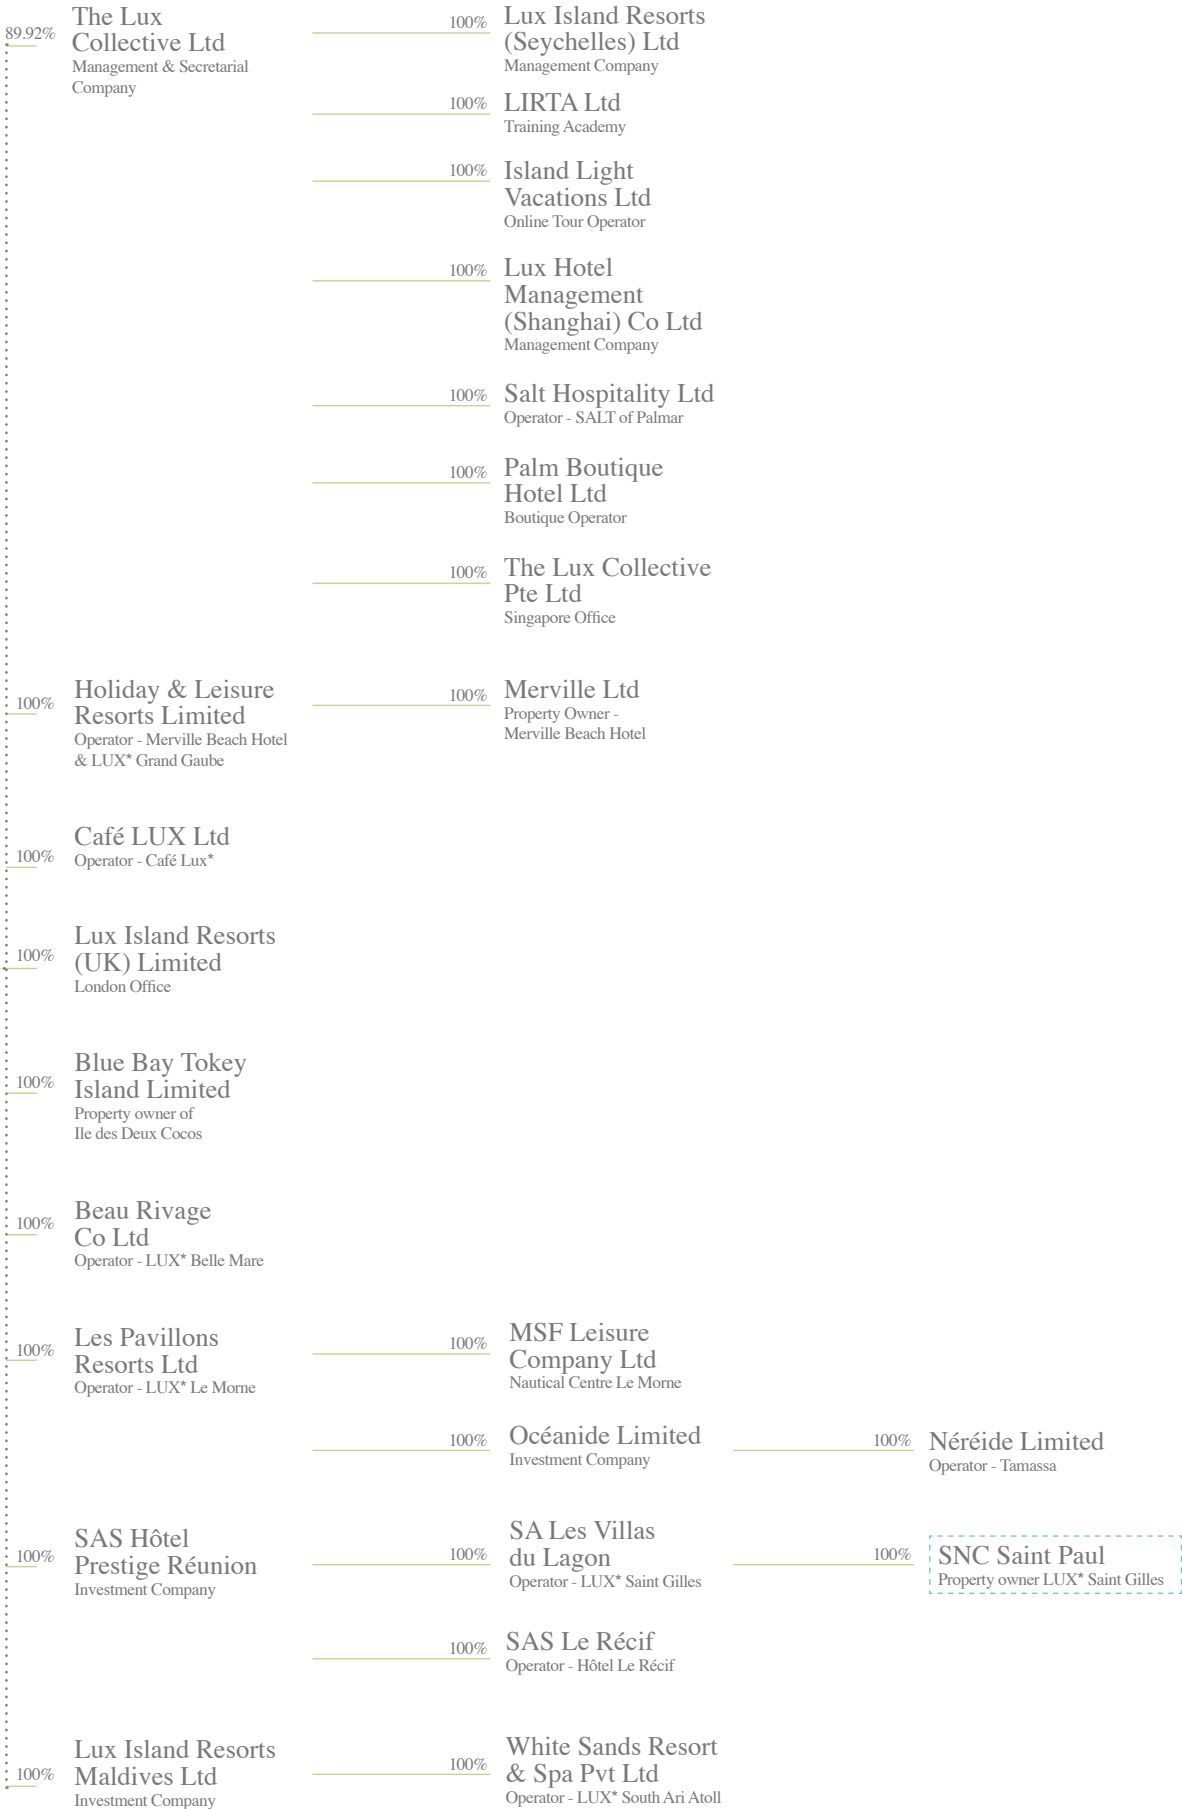 89.92%
The Lux
Collective Ltd
Management & Secretarial
Company
100%
Lux Island Resorts
(Seychelles) Ltd
Management Company
100%
LIRTA Ltd
Training Academy
100%
Island Light
Vacations Ltd
Online Tour Operator
100%
Lux Hotel
Management
(Shanghai) Co Ltd
Management Company
100%
Salt Hospitality Ltd
Operator - SALT of Palmar
100%
Palm Boutique
Hotel Ltd
Boutique Operator
100%
The Lux Collective
Pte Ltd
Singapore Office
100%
Holiday & Leisure
Resorts Limited
Operator - Merville Beach Hotel
& LUX* Grand Gaube
100%
Merville Ltd
Property Owner -
Merville Beach Hotel
100%
Café LUX Ltd
Operator - Café Lux*
100%
Lux Island Resorts
(UK) Limited
London Office
100%
Blue Bay Tokey
Island Limited
Property owner of
Ile des Deux Cocos
100%
Beau Rivage
Co Ltd
Operator - LUX* Belle Mare
100%
Les Pavillons
Resorts Ltd
Operator - LUX* Le Morne
100%
MSF Leisure
Company Ltd
Nautical Centre Le Morne
100%
Océanide Limited
Investment Company
100%
Néréide Limited
Operator - Tamassa
100%
SAS Hôtel
Prestige Réunion
Investment Company
100%
SA Les Villas
du Lagon
Operator - LUX* Saint Gilles
100%
SNC Saint Paul
Property owner LUX* Saint Gilles
100%
SAS Le Récif
Operator - Hôtel Le Récif
100%
Lux Island Resorts
Maldives Ltd
Investment Company
100%
White Sands Resort
& Spa Pvt Ltd
Operator - LUX* South Ari Atoll